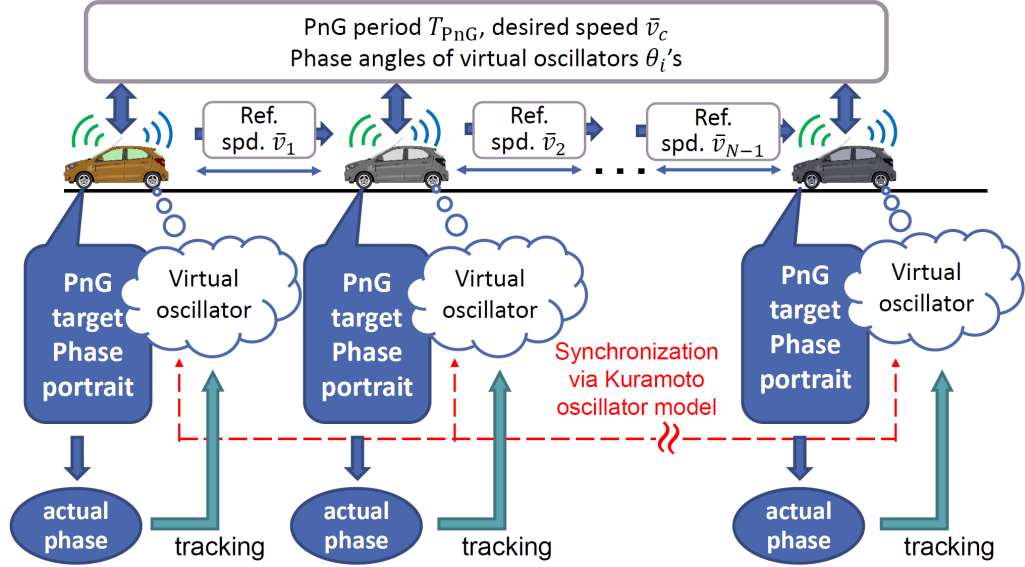 PnG period T_PnG, desired speed v̄_c
Phase angles of virtual oscillators θ_i's
Ref.
spd. v̄_1
Ref.
spd. v̄_2
...
Ref.
spd. v̄_{N−1}
PnG
target
Phase
portrait
Virtual
oscillator
PnG
target
Phase
portrait
Virtual
oscillator
PnG
target
Phase
portrait
Virtual
oscillator
Synchronization
via Kuramoto
oscillator model
actual
phase
tracking
actual
phase
tracking
actual
phase
tracking